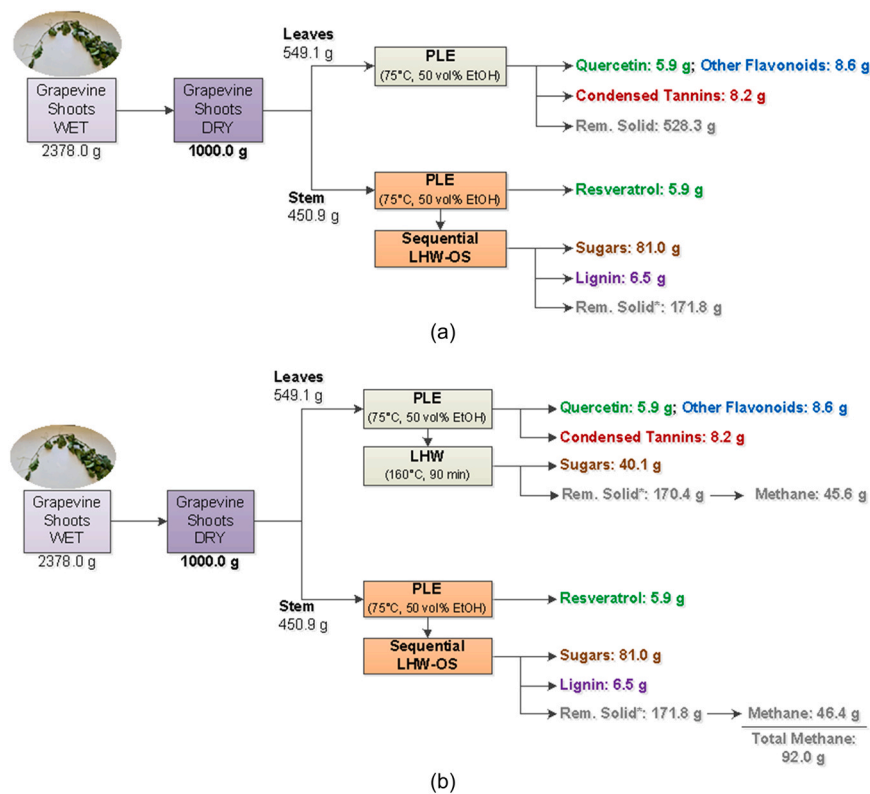 Leaves
549.1 g
PLE
(75°C, 50 vol% EtOH)
Quercetin: 5.9 g; Other Flavonoids: 8.6 g
Condensed Tannins: 8.2 g
Rem. Solid: 528.3 g
Grapevine
Shoots
WET
2378.0 g
Grapevine
Shoots
DRY
1000.0 g
Stem
450.9 g
PLE
(75°C, 50 vol% EtOH)
Resveratrol: 5.9 g
Sequential
LHW-OS
Sugars: 81.0 g
Lignin: 6.5 g
Rem. Solid*: 171.8 g
(a)
Leaves
549.1 g
PLE
(75°C, 50 vol% EtOH)
Quercetin: 5.9 g; Other Flavonoids: 8.6 g
Condensed Tannins: 8.2 g
LHW
(160°C, 90 min)
Sugars: 40.1 g
Rem. Solid*: 170.4 g
Methane: 45.6 g
Grapevine
Shoots
WET
2378.0 g
Grapevine
Shoots
DRY
1000.0 g
Stem
450.9 g
PLE
(75°C, 50 vol% EtOH)
Resveratrol: 5.9 g
Sequential
LHW-OS
Sugars: 81.0 g
Lignin: 6.5 g
Rem. Solid*: 171.8 g
Methane: 46.4 g
Total Methane:
92.0 g
(b)